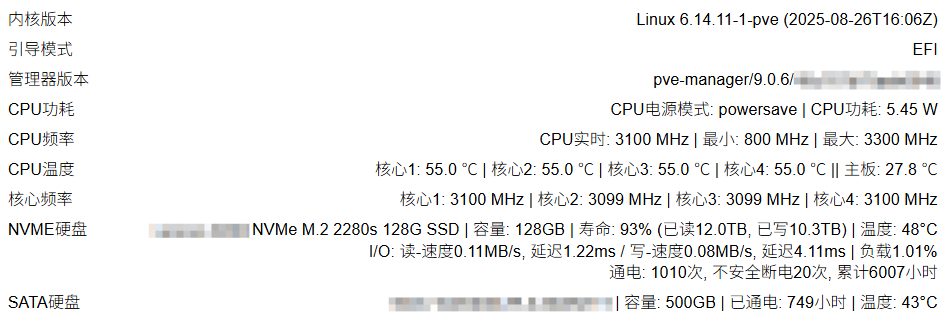 内核版本 Linux 6.14.11-1-pve (2025-08-26T16:06Z)
引导模式 EFI
管理器版本 pve-manager/9.0.6/
CPU功耗 CPU电源模式: powersave | CPU功耗: 5.45 W
CPU频率 CPU实时: 3100 MHz | 最小: 800 MHz | 最大: 3300 MHz
CPU温度 核心1: 55.0 ℃ | 核心2: 55.0 ℃ | 核心3: 55.0 ℃ | 核心4: 55.0 ℃ || 主板: 27.8 ℃
核心频率 核心1: 3100 MHz | 核心2: 3099 MHz | 核心3: 3099 MHz | 核心4: 3100 MHz
NVME硬盘 NVMe M.2 2280s 128G SSD | 容量: 128GB | 寿命: 93% (已读12.0TB, 已写10.3TB) | 温度: 48°C
I/O: 读-速度0.11MB/s, 延迟1.22ms / 写-速度0.08MB/s, 延迟4.11ms | 负载1.01%
通电: 1010次, 不安全断电20次, 累计6007小时
SATA硬盘 | 容量: 500GB | 已通电: 749小时 | 温度: 43°C